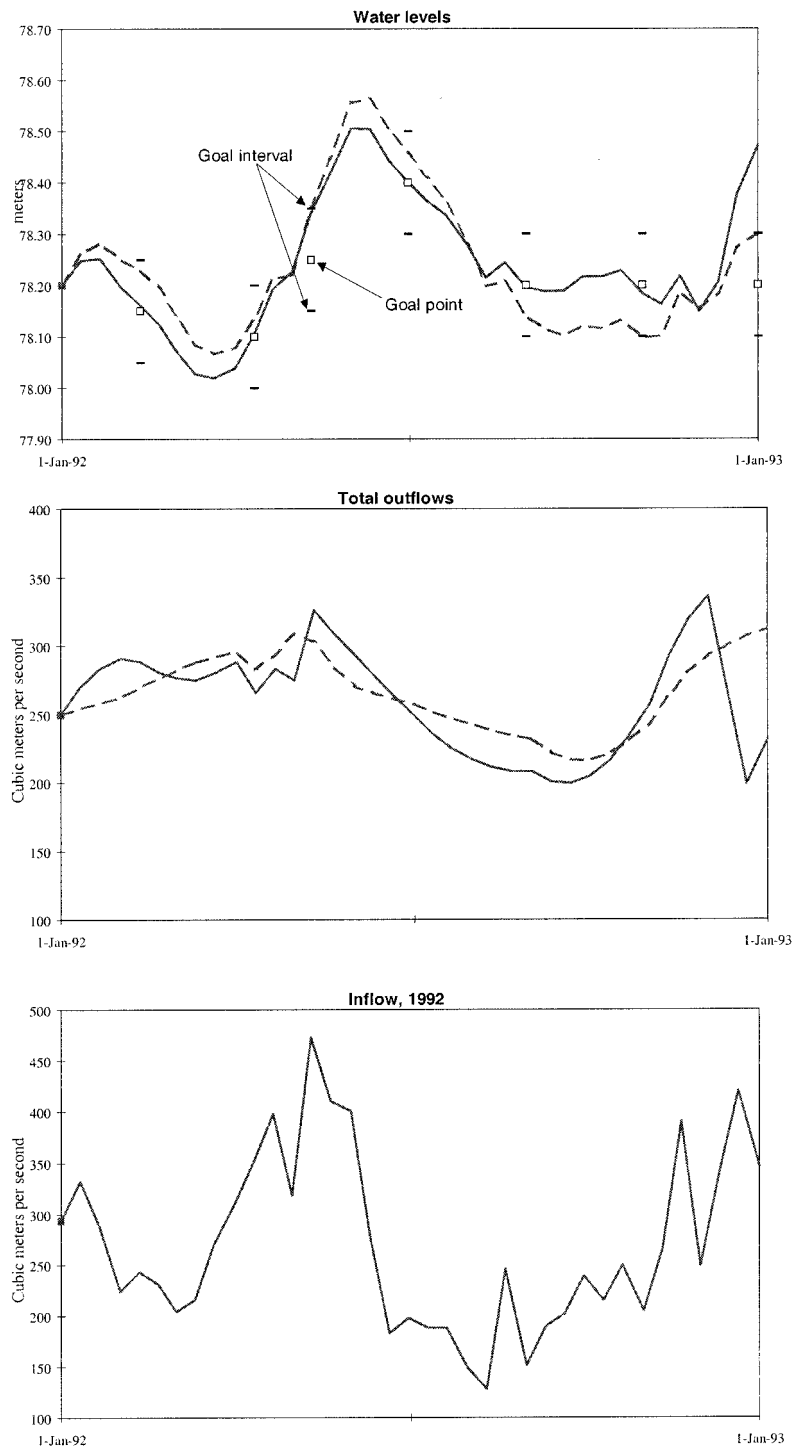 Water levels
78.70
78.60
78.50
78.40
78.30
78.20
78.10
78.00
77.90
meters
Goal interval
Goal point
1-Jan-92
1-Jan-93
Total outflows
400
350
300
250
200
150
100
Cubic meters per second
1-Jan-92
1-Jan-93
Inflow, 1992
500
450
400
350
300
250
200
150
100
Cubic meters per second
1-Jan-92
1-Jan-93